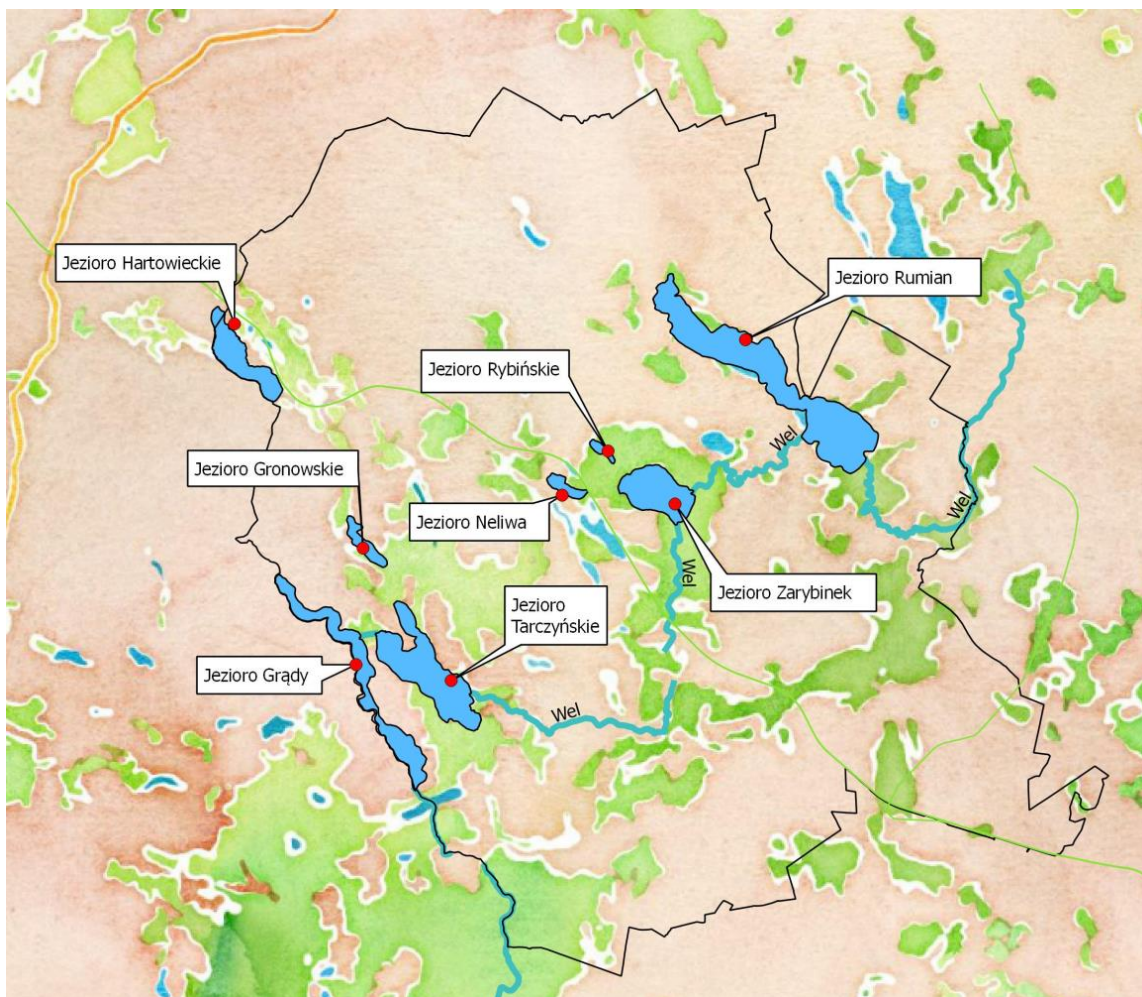 Jezioro Hartowieckie
Jezioro Rumian
Jezioro Rybińskie
Wel
Jezioro Gronowskie
Jezioro Neliwa
Wel
Wel
Jezioro Zarybinek
Jezioro
Tarczyńskie
Jezioro Grądy
Wel